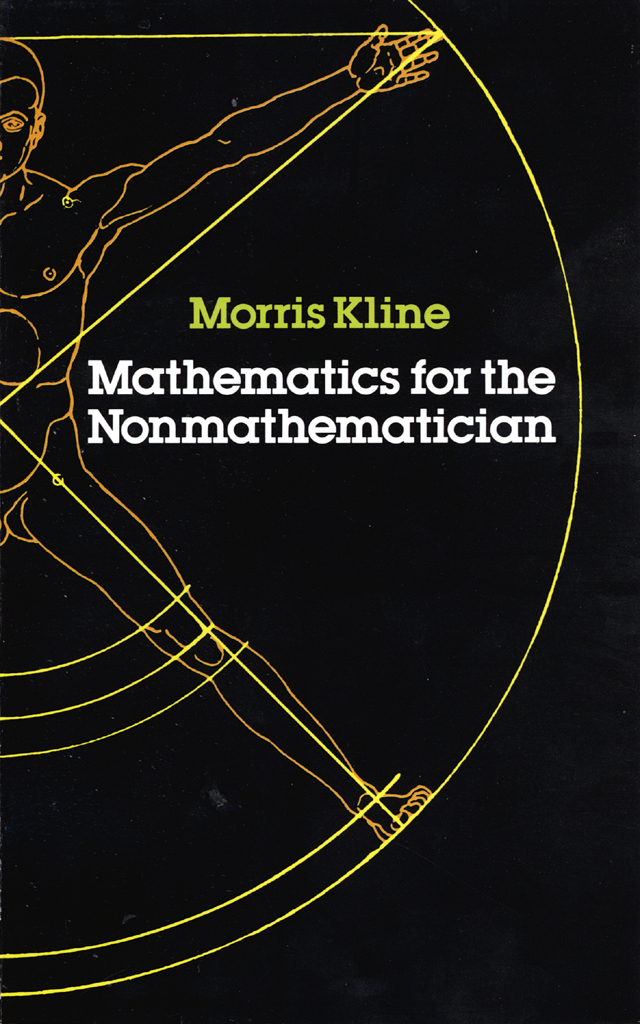 Morris Kline
Mathematics for the
Nonmathematician